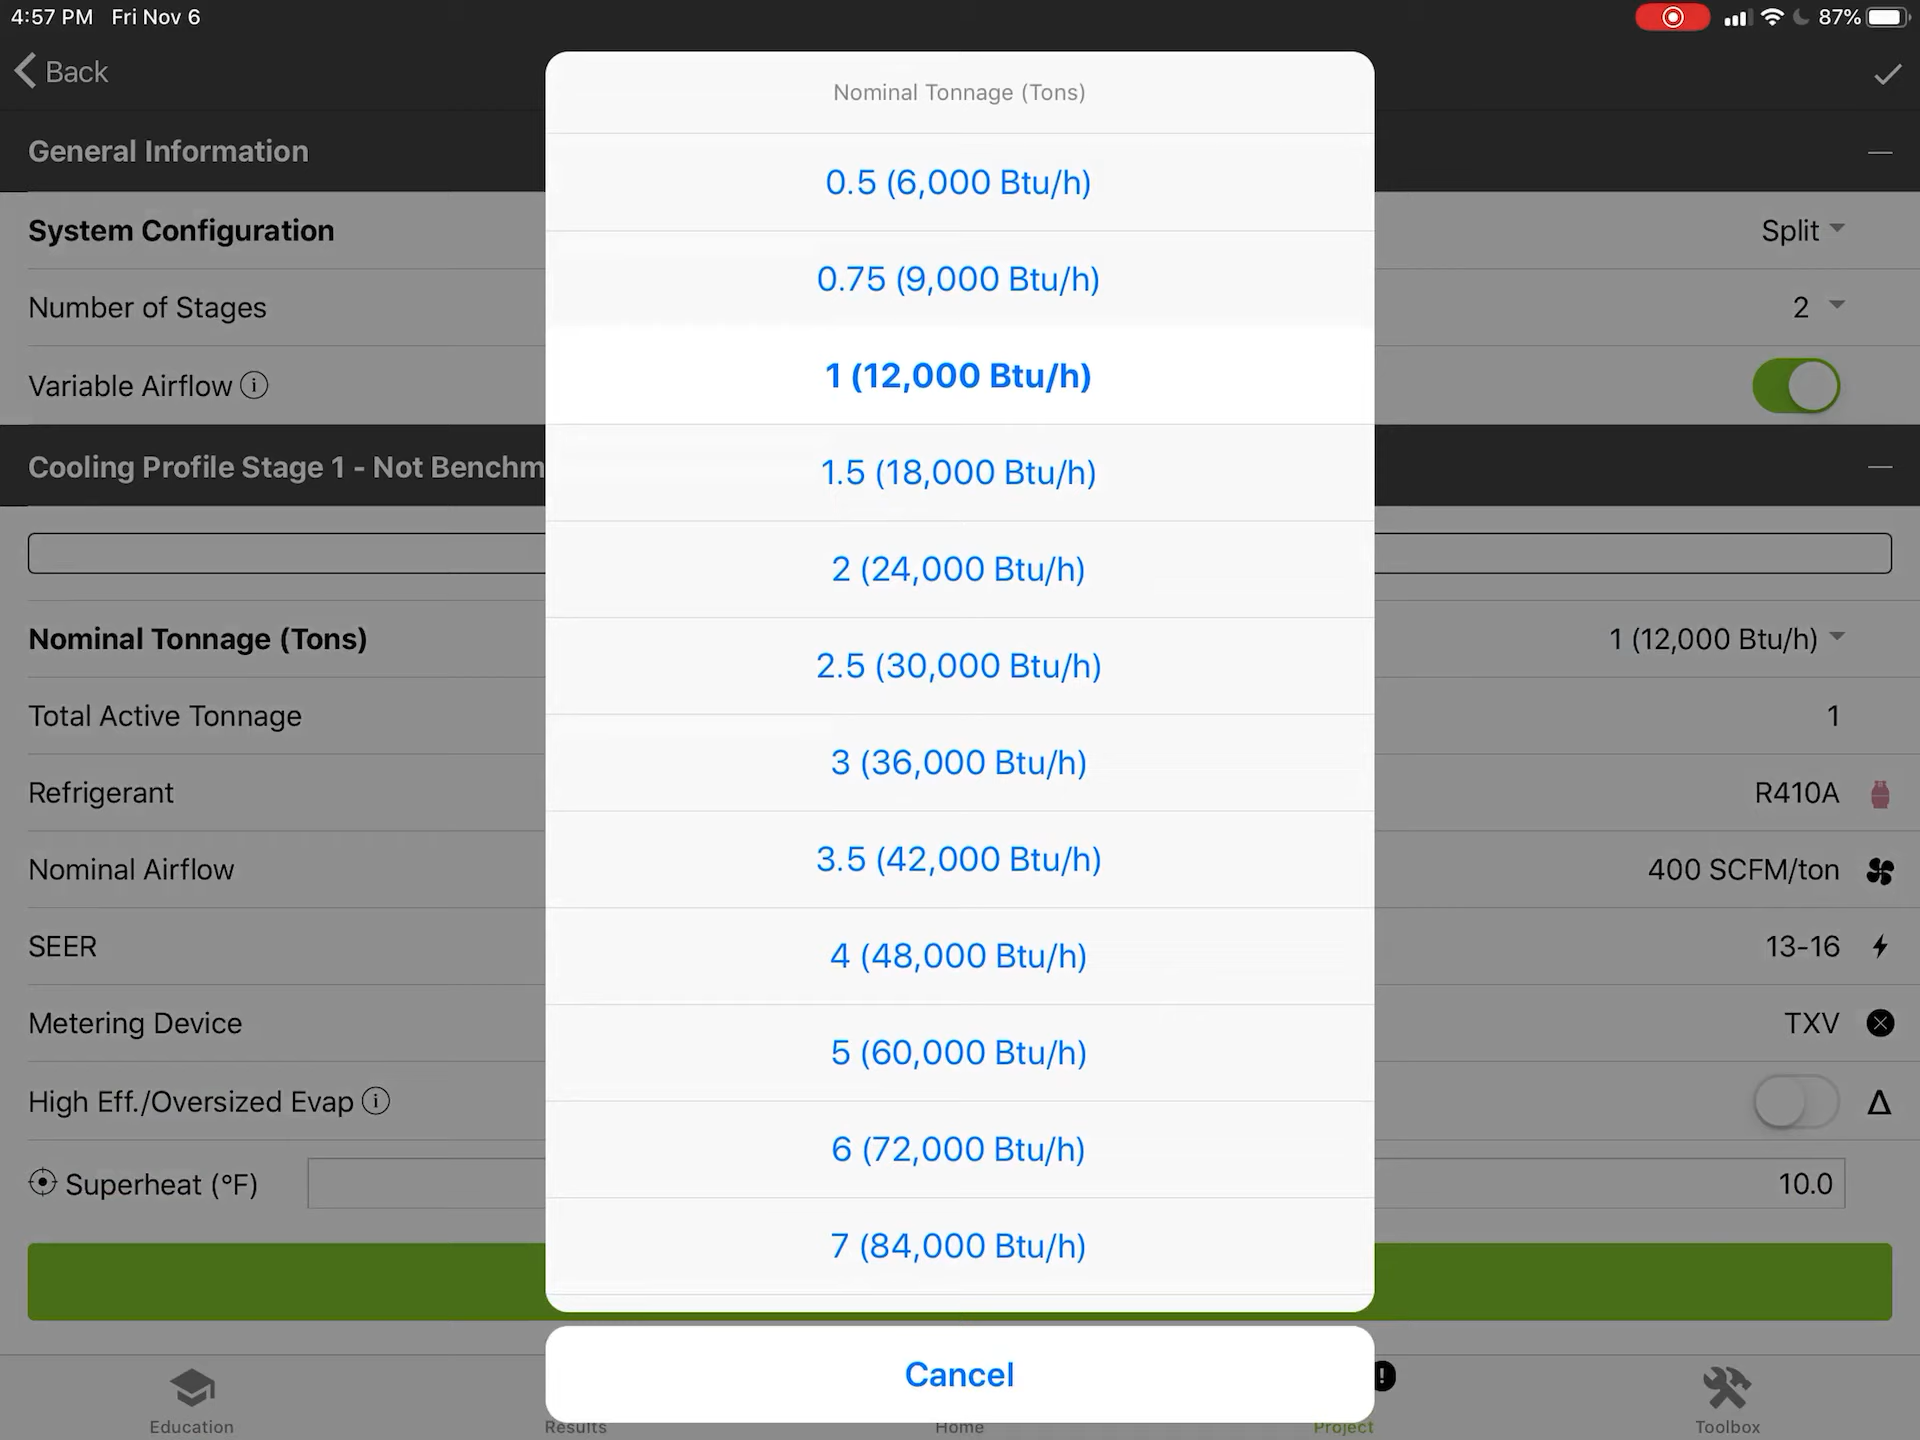 4:57 PM Fri Nov 6
87%
Back
General Information
System Configuration
Split
Number of Stages
2
Variable Airflow
Cooling Profile Stage 1 - Not Benchm
Nominal Tonnage (Tons)
1 (12,000 Btu/h)
Total Active Tonnage
1
Refrigerant
R410A
Nominal Airflow
400 SCFM/ton
SEER
13-16
Metering Device
TXV
High Eff./Oversized Evap
Δ
Superheat (°F)
10.0
Nominal Tonnage (Tons)
0.5 (6,000 Btu/h)
0.75 (9,000 Btu/h)
1 (12,000 Btu/h)
1.5 (18,000 Btu/h)
2 (24,000 Btu/h)
2.5 (30,000 Btu/h)
3 (36,000 Btu/h)
3.5 (42,000 Btu/h)
4 (48,000 Btu/h)
5 (60,000 Btu/h)
6 (72,000 Btu/h)
7 (84,000 Btu/h)
Cancel
Education
Results
Home
Project
Toolbox